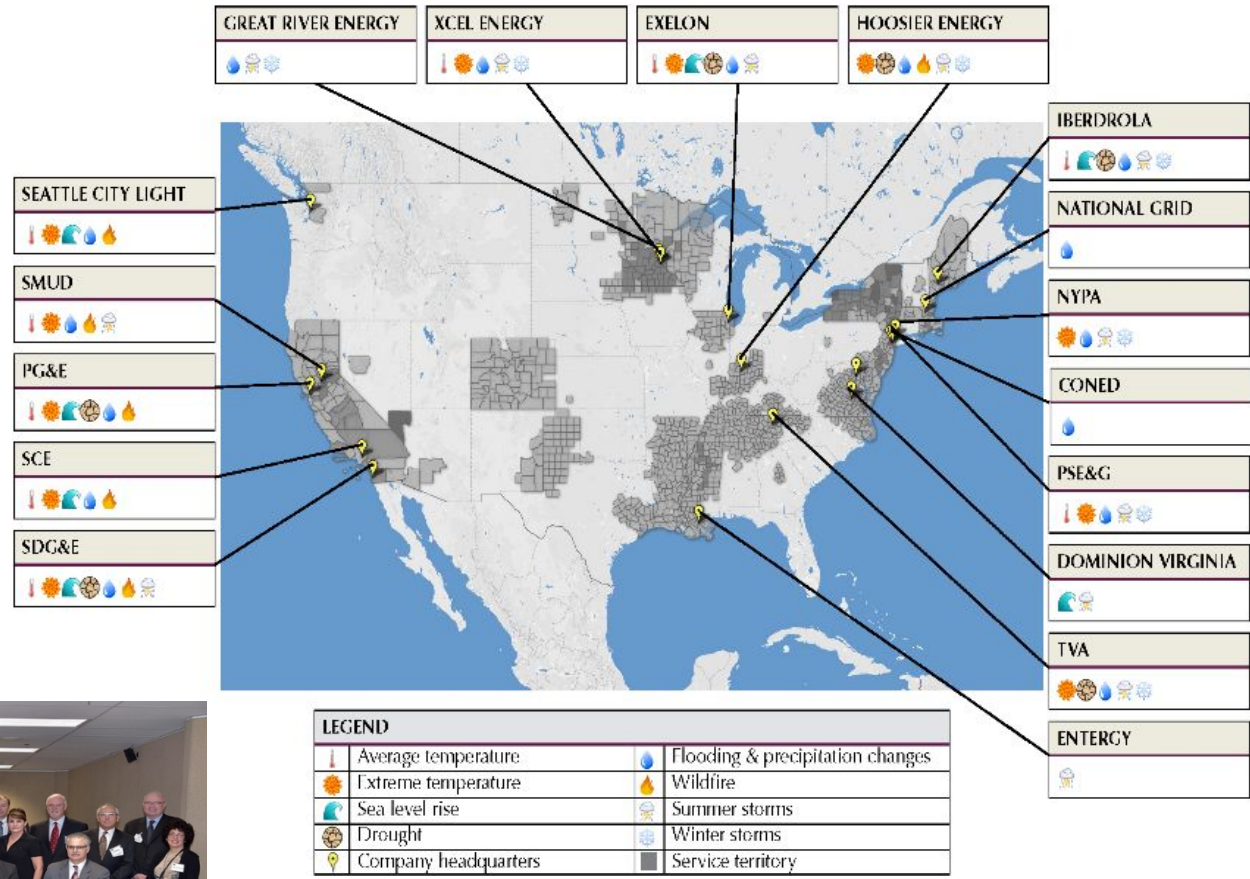 GREAT RIVER ENERGY
XCEL ENERGY
EXELON
HOOSIER ENERGY
IBERDROLA
SEATTLE CITY LIGHT
NATIONAL GRID
SMUD
NYPA
PG&E
CONED
SCE
PSE&G
SDG&E
DOMINION VIRGINIA
TVA
ENTERGY
LEGEND
Average temperature
Flooding & precipitation changes
Extreme temperature
Wildfire
Sea level rise
Summer storms
Drought
Winter storms
Company headquarters
Service territory